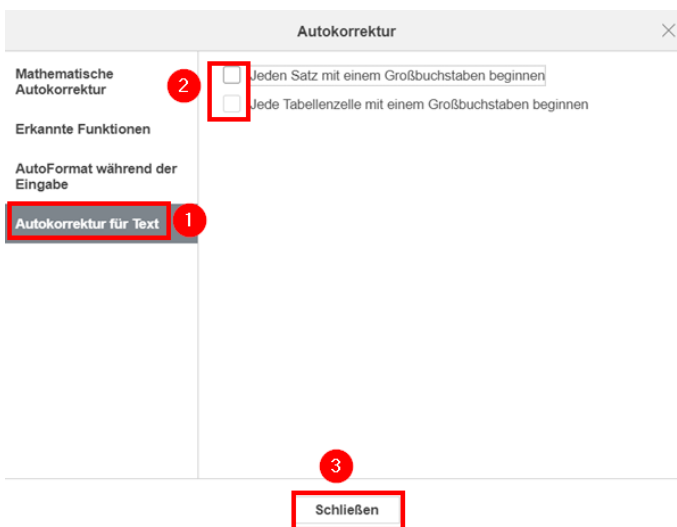 Autokorrektur
Mathematische
Autokorrektur
Erkannte Funktionen
AutoFormat während der
Eingabe
Autokorrektur für Text
1
2
Jeden Satz mit einem Großbuchstaben beginnen
Jede Tabellenzelle mit einem Großbuchstaben beginnen
3
Schließen